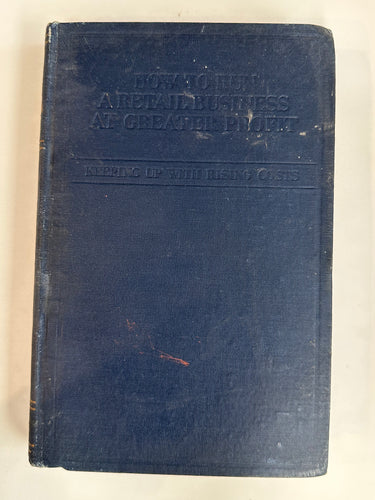 HOW TO RUN
A RETAIL BUSINESS
AT GREATER PROFIT
KEEPING UP WITH RISING COSTS